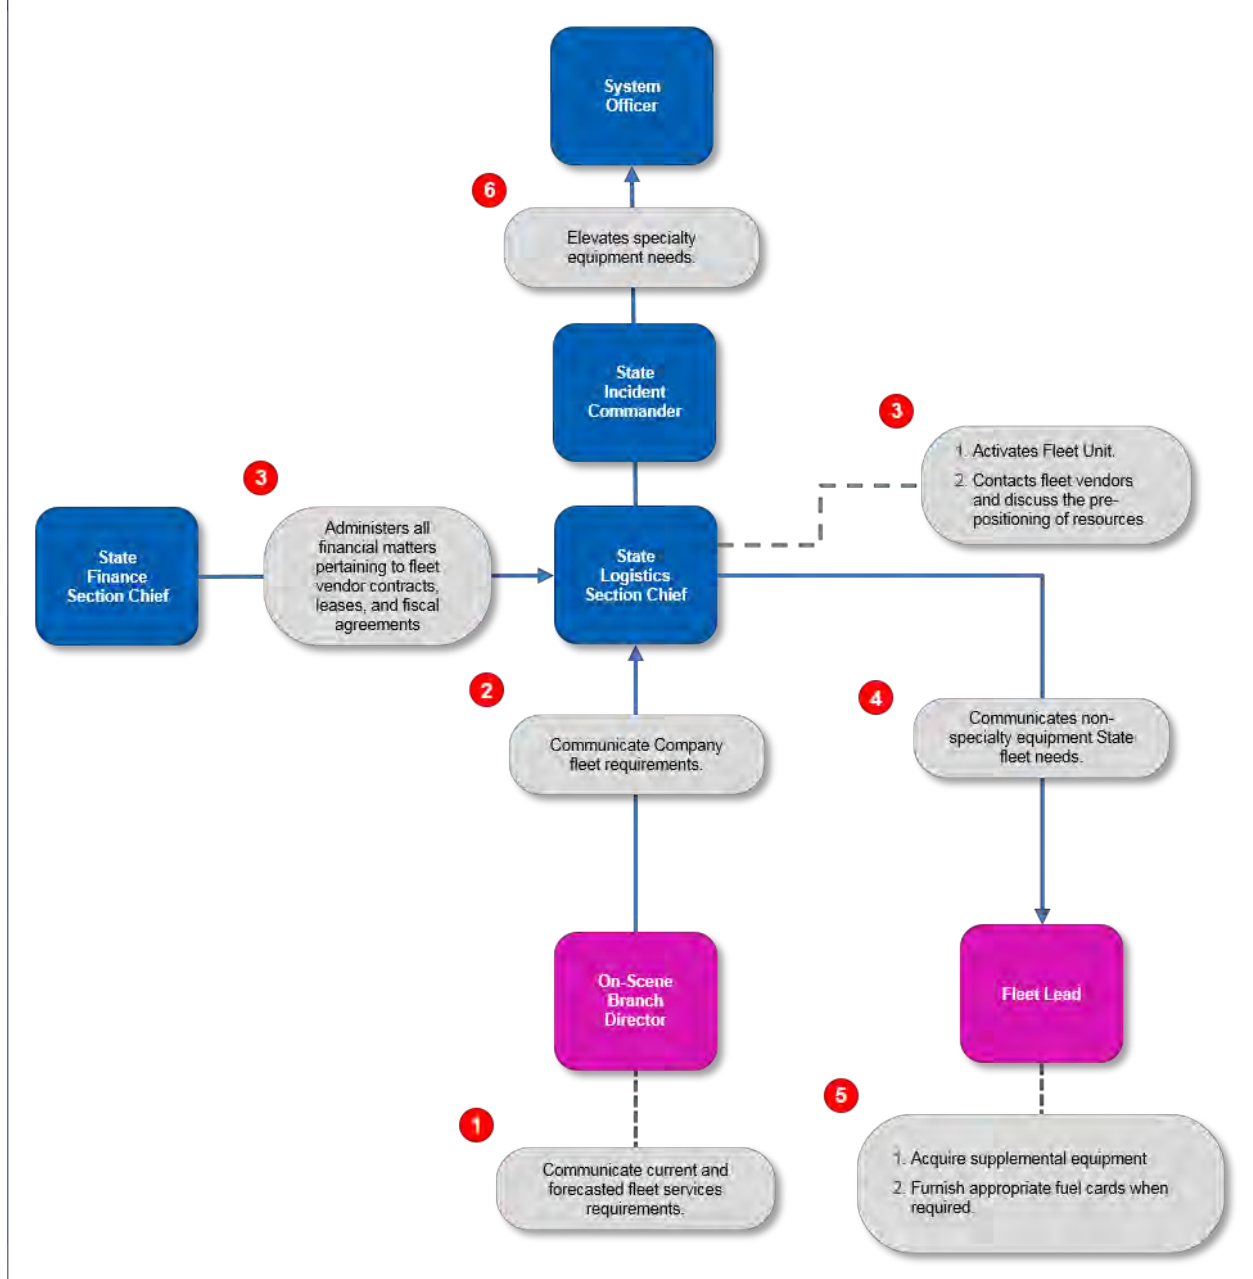 System
Officer
6
Elevates specialty
equipment needs.
State
Incident
Commander
3
1. Activates Fleet Unit.
2. Contacts fleet vendors
and discuss the pre-
positioning of resources
3
Administers all
financial matters
pertaining to fleet
vendor contracts,
leases, and fiscal
agreements
State
Finance
Section Chief
State
Logistics
Section Chief
2
Communicate Company
fleet requirements.
4
Communicates non-
specialty equipment State
fleet needs.
On-Scene
Branch
Director
Fleet Lead
1
Communicate current and
forecasted fleet services
requirements.
5
1. Acquire supplemental equipment
2. Furnish appropriate fuel cards when
required.